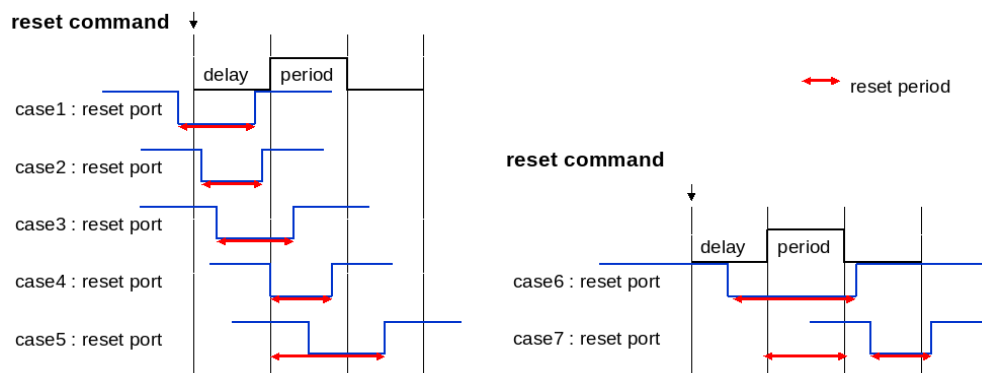 reset command
delay period
case1 : reset port
case2 : reset port
case3 : reset port
case4 : reset port
case5 : reset port
reset period
reset command
delay period
case6 : reset port
case7 : reset port